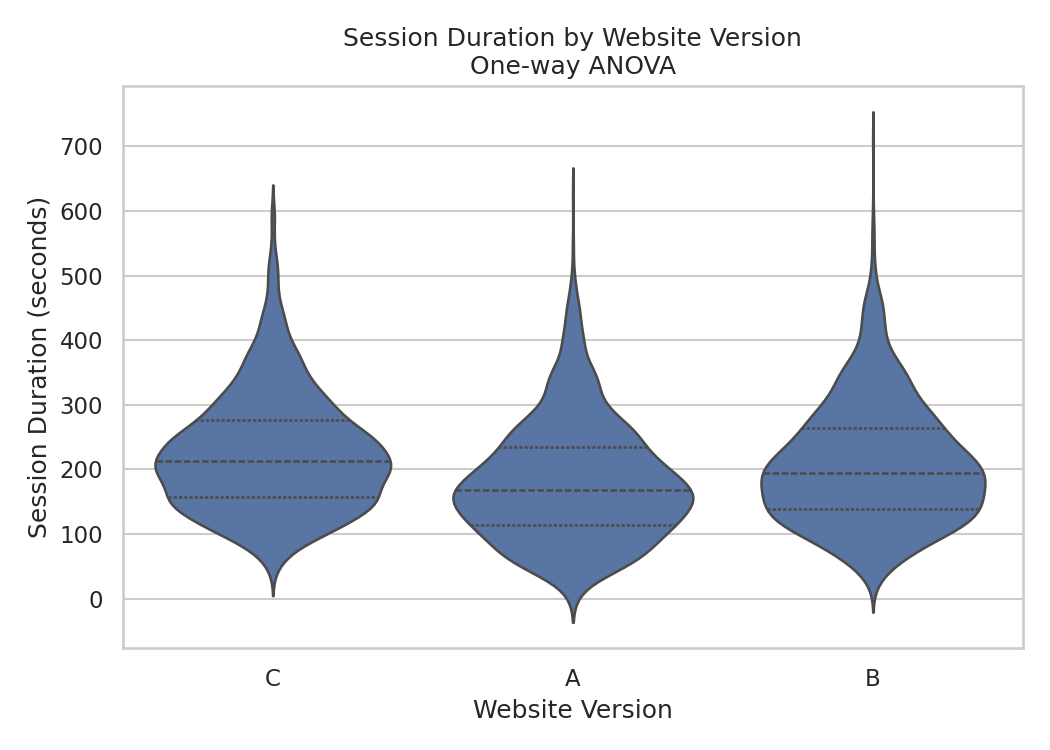 Session Duration by Website Version
One-way ANOVA
Session Duration (seconds)
700
600
500
400
300
200
100
0
C
A
B
Website Version